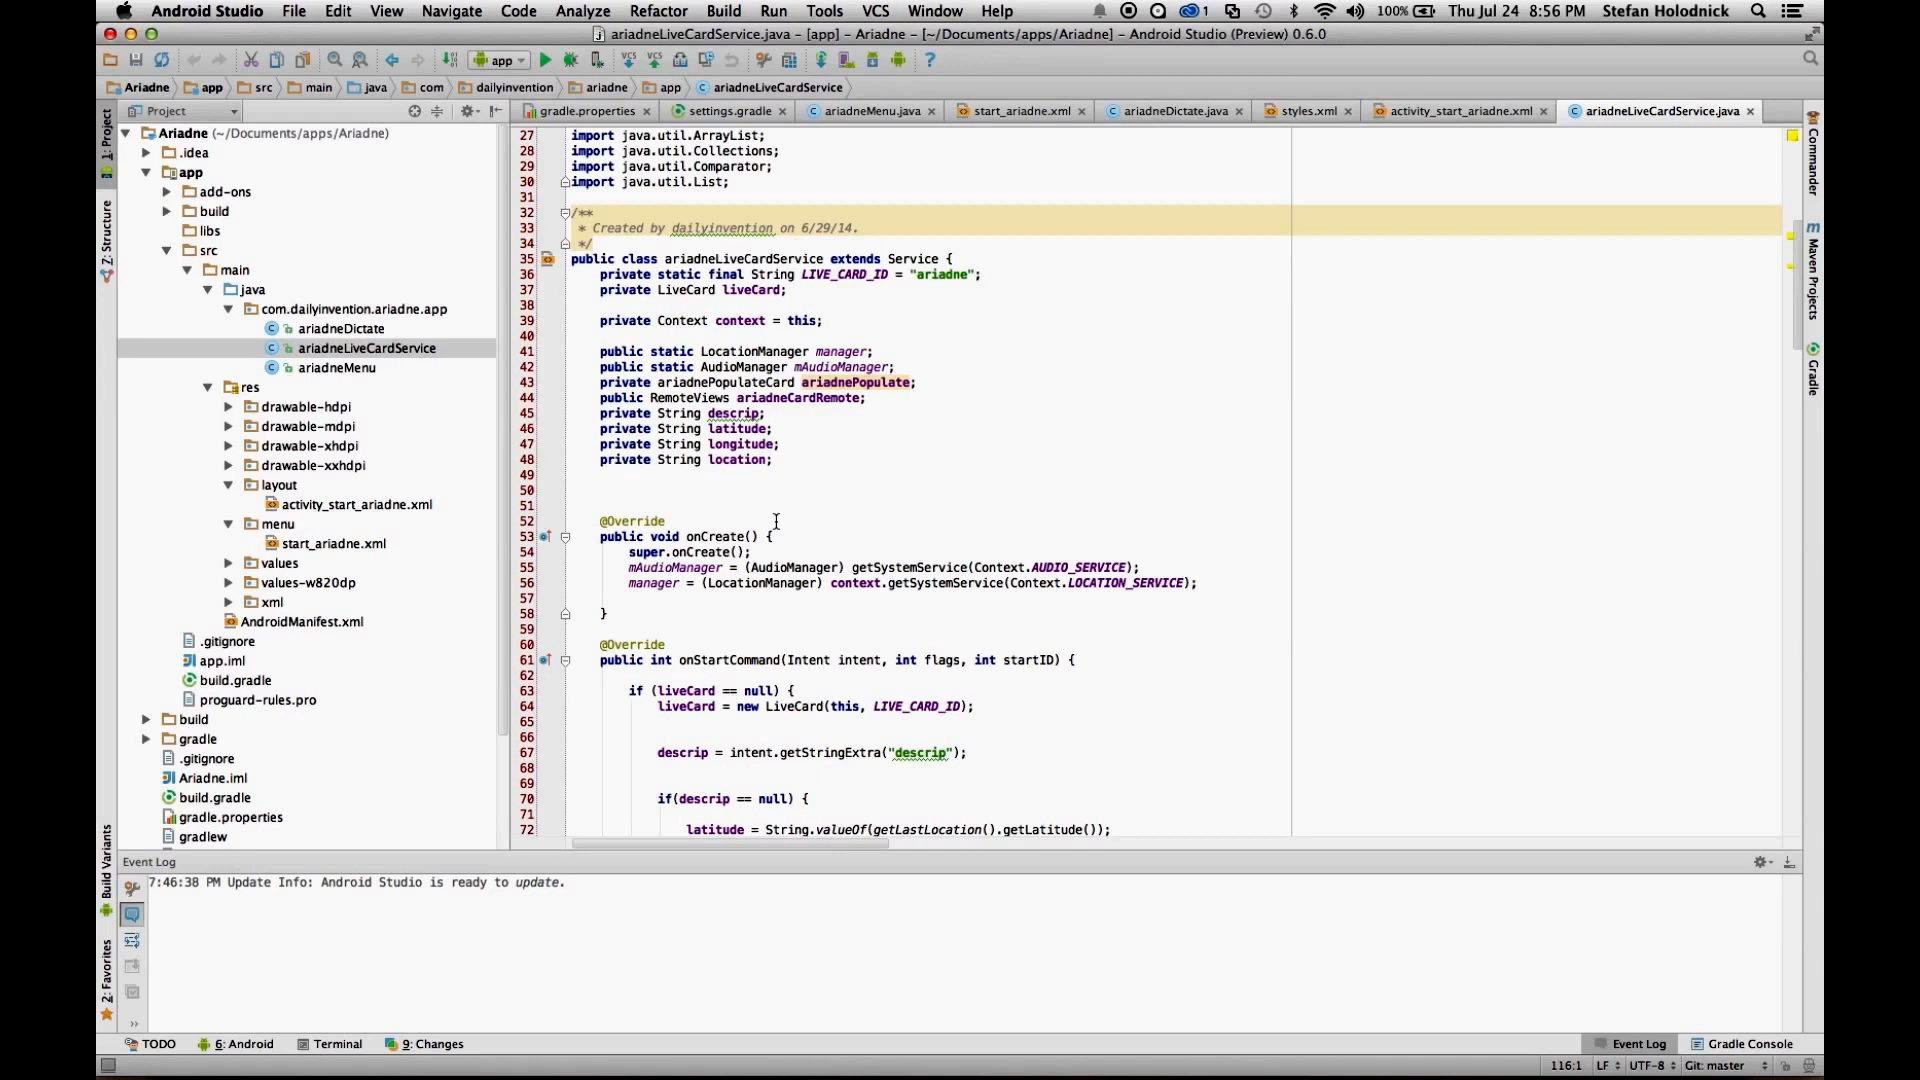 Android Studio File Edit View Navigate Code Analyze Refactor Build Run Tools VCS Window Help 1 100% Thu Jul 24 8:56 PM Stefan Holodnick
ariadneLiveCardService.java - [app] - Ariadne - [~/Documents/apps/Ariadne] - Android Studio (Preview) 0.6.0
app VCS VCS ?
Ariadne app src main java com dailyinvention ariadne app ariadneLiveCardService
Project
gradle.properties settings.gradle ariadneMenu.java start_ariadne.xml ariadneDictate.java styles.xml activity_start_ariadne.xml ariadneLiveCardService.java
1: Project
Z: Structure
Build Variants
2: Favorites
Ariadne (~/Documents/apps/Ariadne)
.idea
app
add-ons
build
libs
src
main
java
com.dailyinvention.ariadne.app
ariadneDictate
ariadneLiveCardService
ariadneMenu
res
drawable-hdpi
drawable-mdpi
drawable-xhdpi
drawable-xxhdpi
layout
activity_start_ariadne.xml
menu
start_ariadne.xml
values
values-w820dp
xml
AndroidManifest.xml
.gitignore
app.iml
build.gradle
proguard-rules.pro
build
gradle
.gitignore
Ariadne.iml
build.gradle
gradle.properties
gradlew
27 import java.util.ArrayList;
28 import java.util.Collections;
29 import java.util.Comparator;
30 import java.util.List;
31
32 /**
33 * Created by dailyinvention on 6/29/14.
34 */
35 public class ariadneLiveCardService extends Service {
36 private static final String LIVE_CARD_ID = "ariadne";
37 private LiveCard liveCard;
38
39 private Context context = this;
40
41 public static LocationManager manager;
42 public static AudioManager mAudioManager;
43 private ariadnePopulateCard ariadnePopulate;
44 public RemoteViews ariadneCardRemote;
45 private String descrip;
46 private String latitude;
47 private String longitude;
48 private String location;
49
50
51
52 @Override
53 public void onCreate() {
54 super.onCreate();
55 mAudioManager = (AudioManager) getSystemService(Context.AUDIO_SERVICE);
56 manager = (LocationManager) context.getSystemService(Context.LOCATION_SERVICE);
57
58 }
59
60 @Override
61 public int onStartCommand(Intent intent, int flags, int startID) {
62
63 if (liveCard == null) {
64 liveCard = new LiveCard(this, LIVE_CARD_ID);
65
66
67 descrip = intent.getStringExtra("descrip");
68
69
70 if(descrip == null) {
71
72 latitude = String.valueOf(getLastLocation().getLatitude());
Commander
m Maven Projects
Gradle
Event Log
7:46:38 PM Update Info: Android Studio is ready to update.
TODO 6: Android Terminal 9: Changes Event Log Gradle Console
116:1 LF UTF-8 Git: master